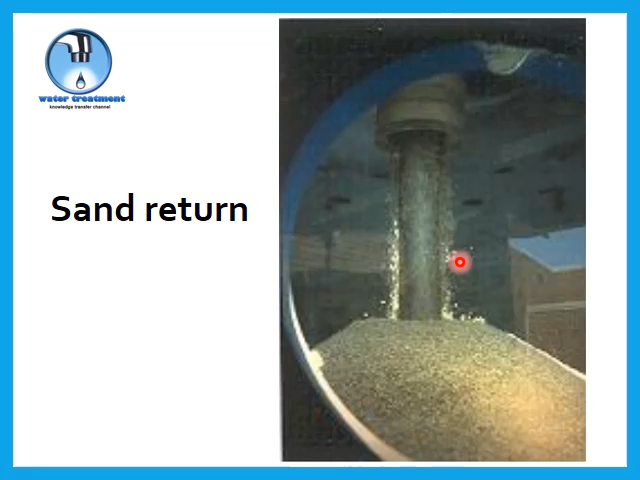 water treatment
knowledge transfer channel
Sand return